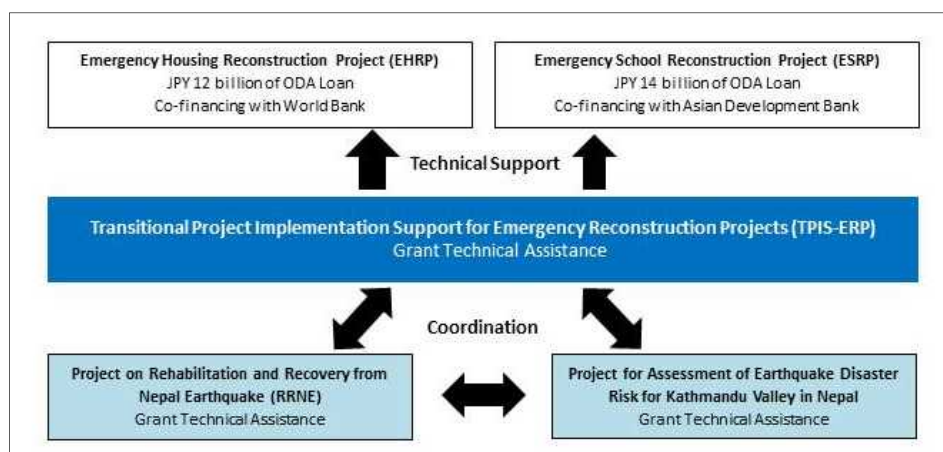 Emergency Housing Reconstruction Project (EHRP)
JPY 12 billion of ODA Loan
Co-financing with World Bank
Emergency School Reconstruction Project (ESRP)
JPY 14 billion of ODA Loan
Co-financing with Asian Development Bank
Technical Support
Transitional Project Implementation Support for Emergency Reconstruction Projects (TPIS-ERP)
Grant Technical Assistance
Coordination
Project on Rehabilitation and Recovery from
Nepal Earthquake (RRNE)
Grant Technical Assistance
Project for Assessment of Earthquake Disaster
Risk for Kathmandu Valley in Nepal
Grant Technical Assistance